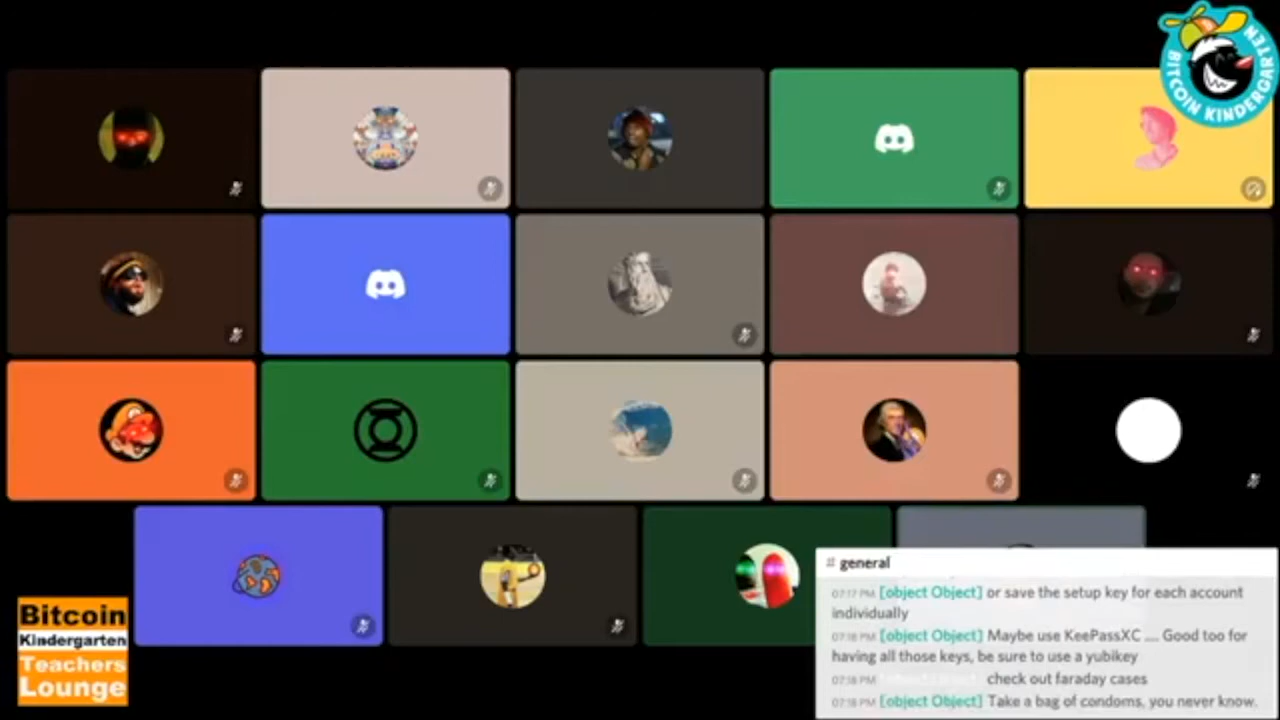 BITCOIN KINDERGARTEN
# general
07:17 PM [object Object] or save the setup key for each account
individually
07:18 PM [object Object] Maybe use KeePassXC .... Good too for
having all those keys, be sure to use a yubikey
07:18 PM [object Object] check out faraday cases
07:18 PM [object Object] Take a bag of condoms, you never know.
Bitcoin
Kindergarten
Teachers
Lounge